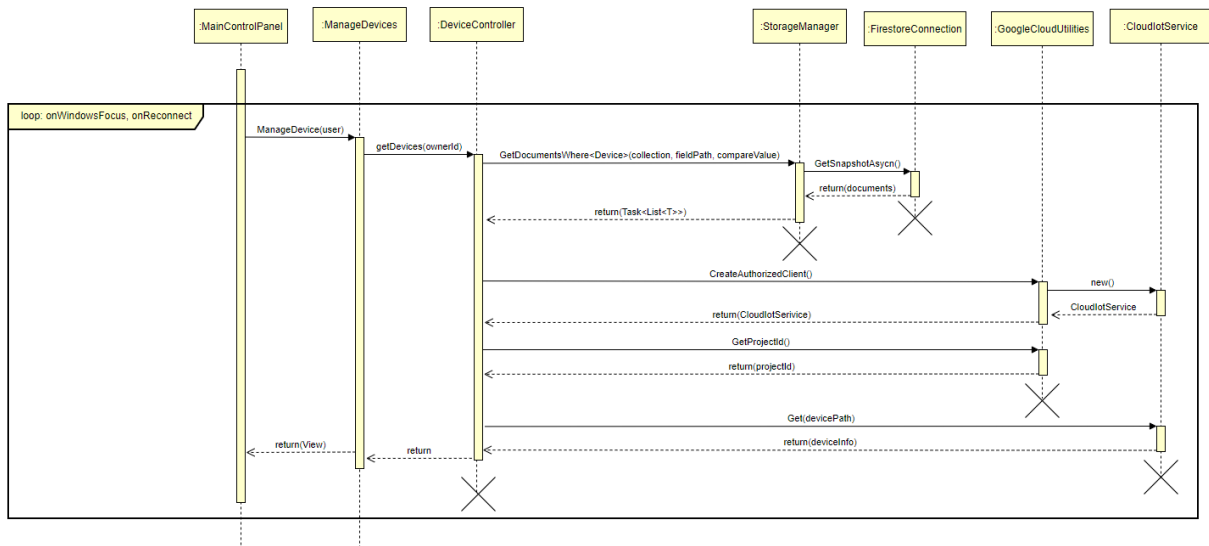 :MainControlPanel
:ManageDevices
:DeviceController
:StorageManager
:FirestoreConnection
:GoogleCloudUtilities
:CloudIotService
loop: onWindowsFocus, onReconnect
ManageDevice(user)
getDevices(ownerId)
GetDocumentsWhere<Device>(collection, fieldPath, compareValue)
GetSnapshotAsycn()
return(documents)
return(Task<List<T>>)
CreateAuthorizedClient()
new()
CloudIotService
return(CloudIotSerivice)
GetProjectId()
return(projectId)
Get(devicePath)
return(deviceInfo)
return(View)
return